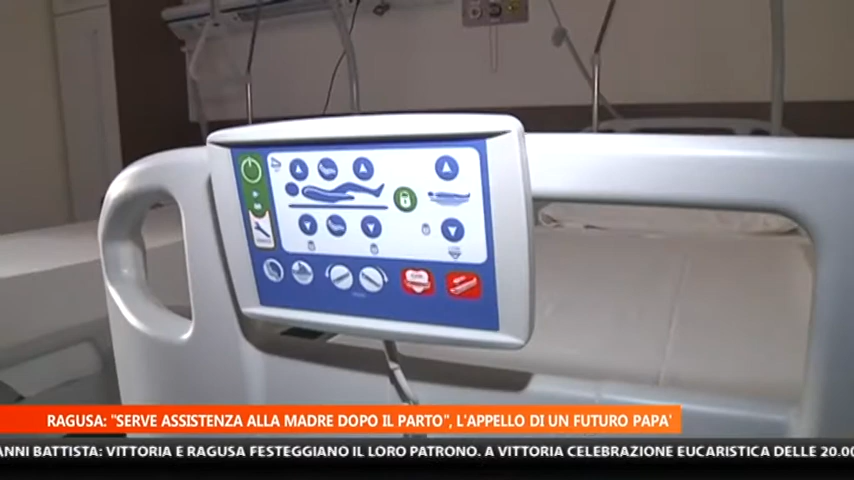 RAGUSA: "SERVE ASSISTENZA ALLA MADRE DOPO IL PARTO", L'APPELLO DI UN FUTURO PAPA'
ANNI BATTISTA: VITTORIA E RAGUSA FESTEGGIANO IL LORO PATRONO. A VITTORIA CELEBRAZIONE EUCARISTICA DELLE 20.00